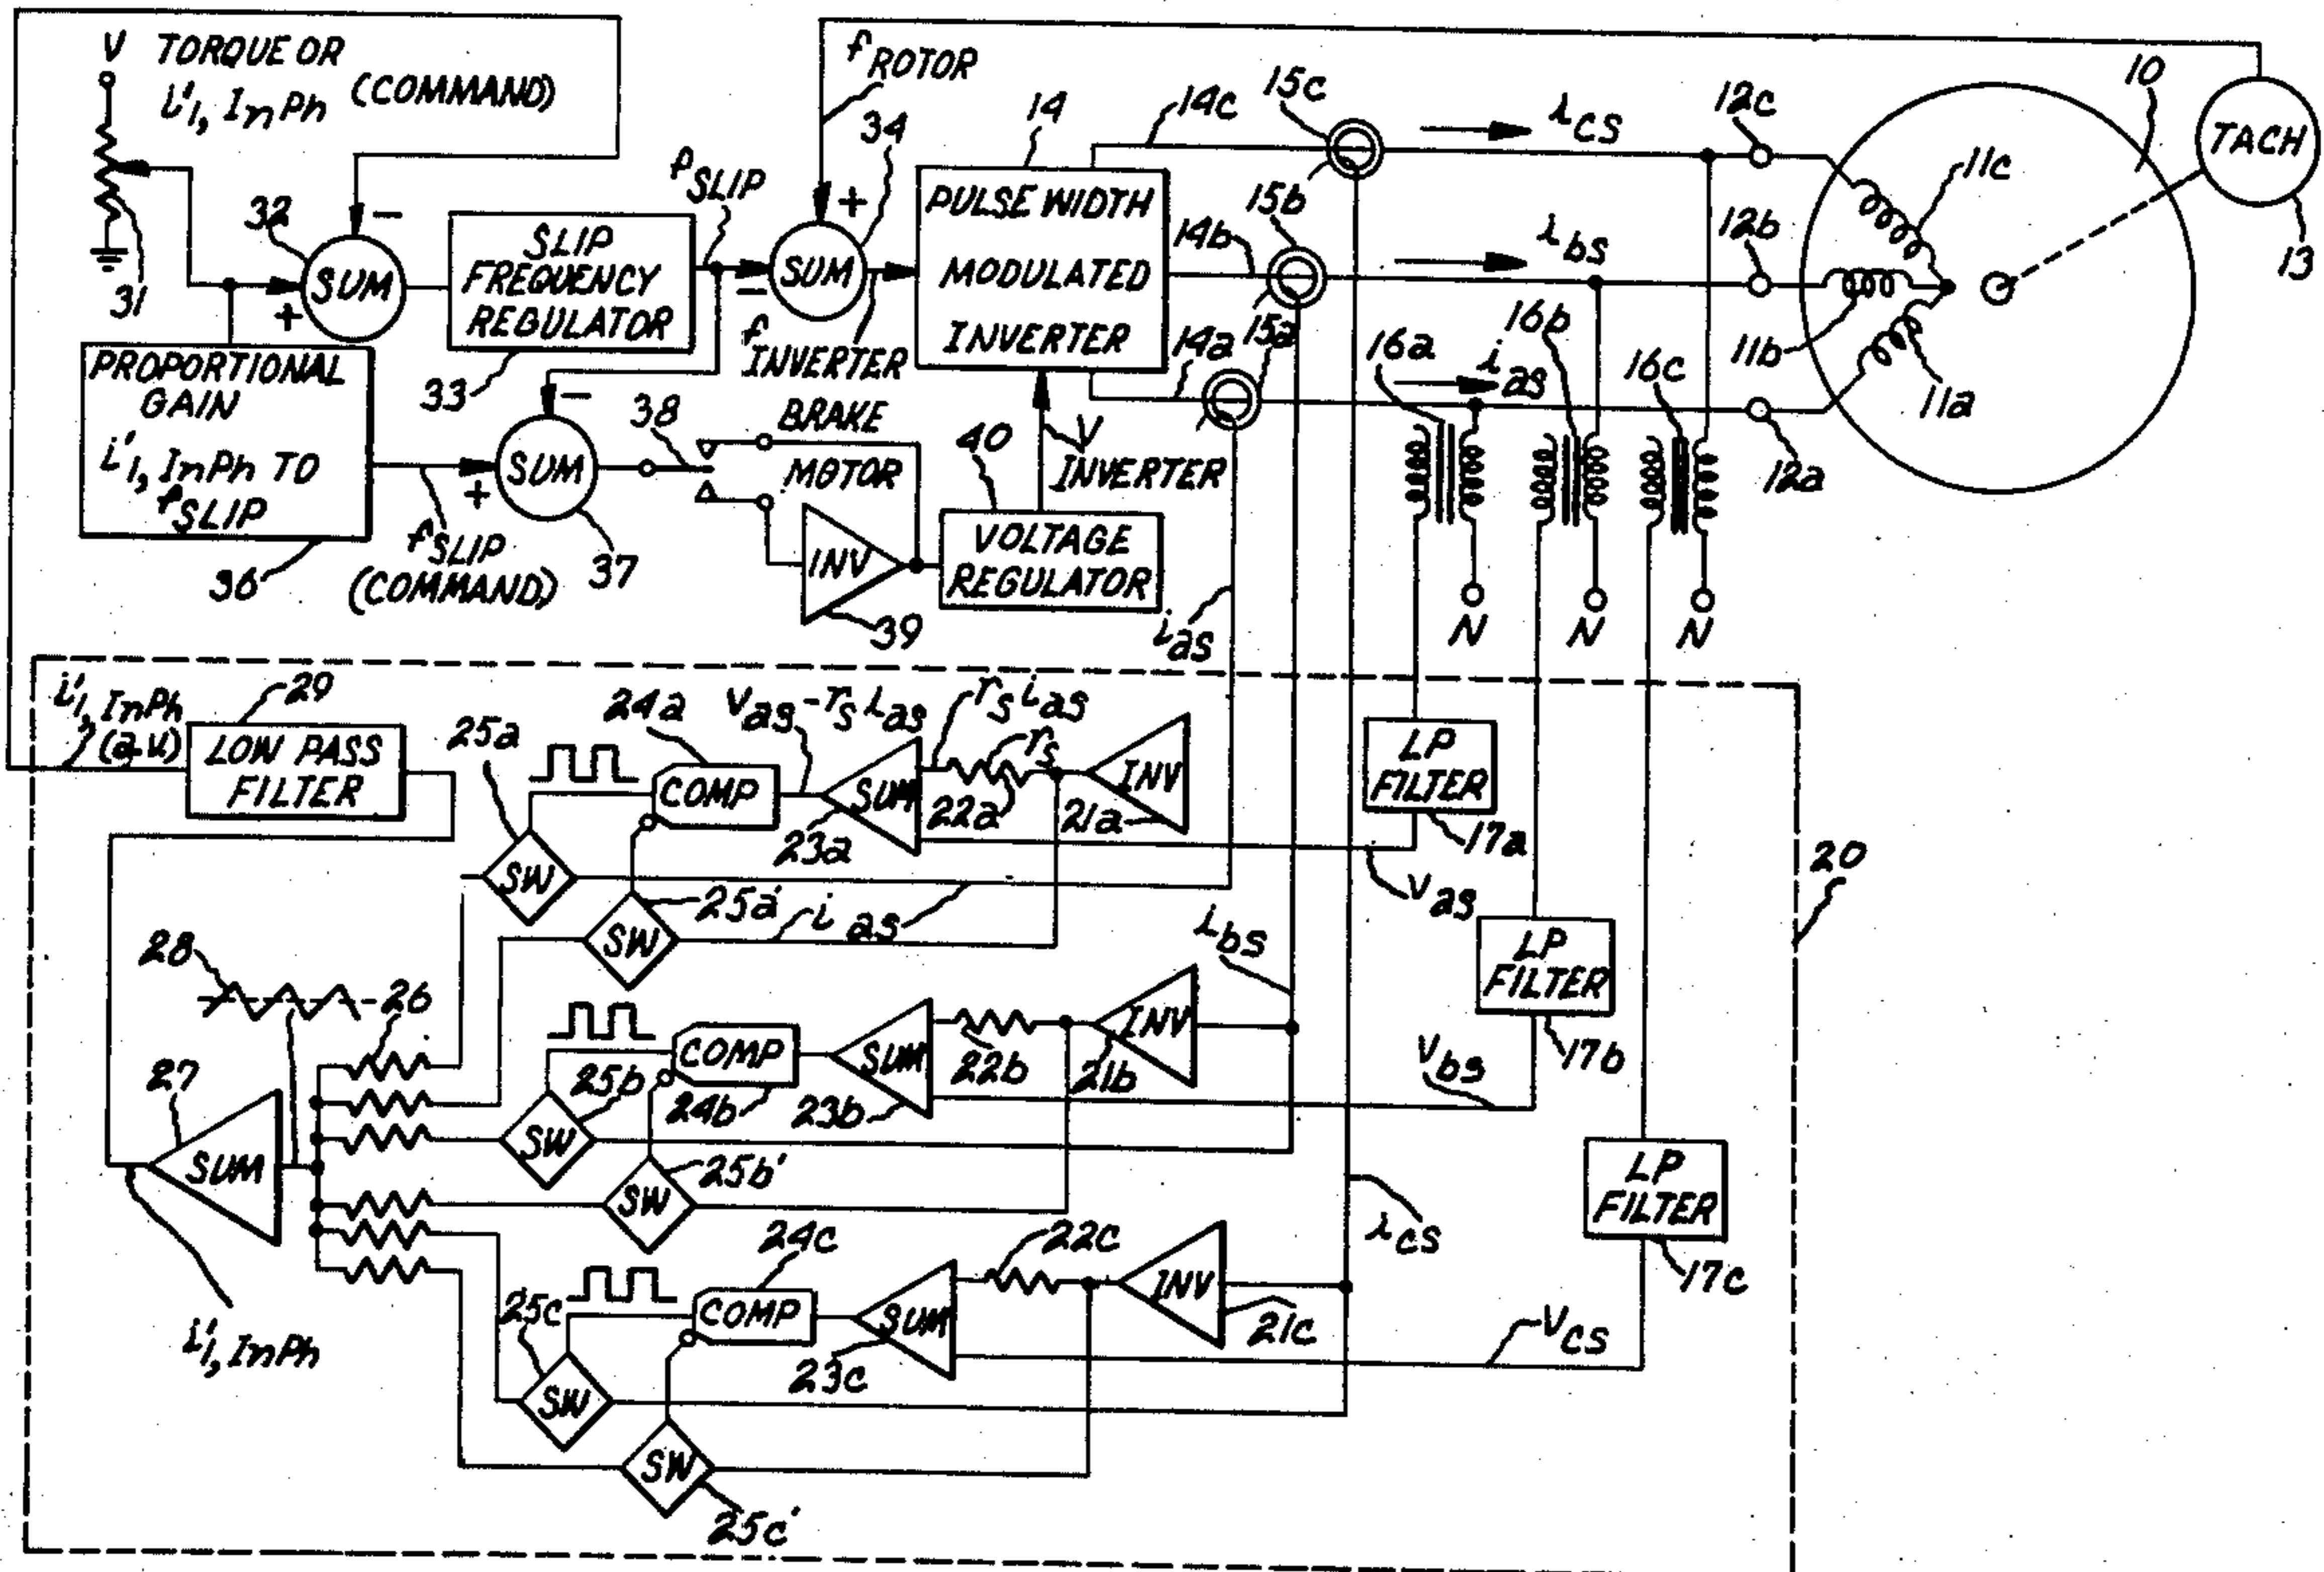 V TORQUE OR
i'1, InPh (COMMAND)
31
32
SUM
-
+
SLIP
FREQUENCY
REGULATOR
33
fSLIP
fROTOR
34
+
SUM
-
f
INVERTER
14
PULSE WIDTH
MODULATED
INVERTER
14c
14b
14a
15c
15b
15a
15a
ics
ibs
ias
12c
12b
12a
10
11c
11b
11a
TACH
13
16a
16b
16c
N
N
N
PROPORTIONAL
GAIN
i'1, InPh TO
fSLIP
36
fSLIP
(COMMAND)
-
+
SUM
37
38
BRAKE
MOTOR
INV
39
40
V
INVERTER
VOLTAGE
REGULATOR
ias
i'1, InPh
(av)
29
LOW PASS
FILTER
25a
24a
vas-rsias
rsias
rs
COMP
SUM
INV
23a
22a
21a
LP
FILTER
17a
20
SW
vas
25a'
ias
SW
28
26
ibs
LP
FILTER
17b
COMP
SUM
INV
25b
24b
23b
22b
21b
vbs
27
SUM
SW
25b'
SW
ics
LP
FILTER
17c
24c
22c
COMP
SUM
INV
25c
23c
21c
vcs
i'1, InPh
SW
SW
25c'